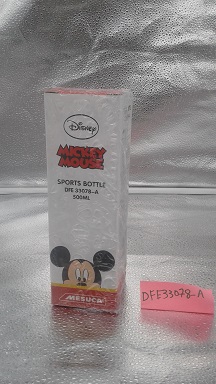 Disney
MICKEY
MOUSE
SPORTS BOTTLE
DFE 33078-A
500ML
MESUCA
DFE33078-A